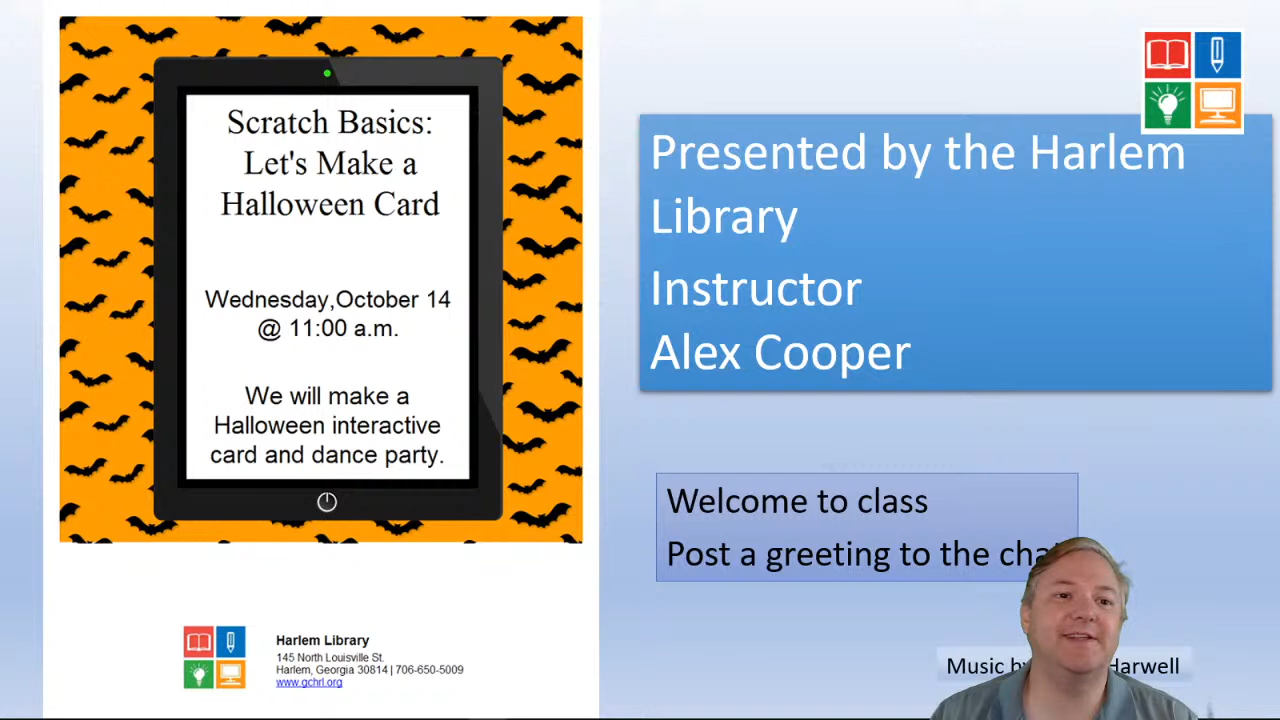 Scratch Basics:
Let's Make a
Halloween Card
Wednesday,October 14
@ 11:00 a.m.
We will make a
Halloween interactive
card and dance party.
Harlem Library
145 North Louisville St.
Harlem, Georgia 30814 | 706-650-5009
www.gchrl.org
Presented by the Harlem
Library
Instructor
Alex Cooper
Welcome to class
Post a greeting to the
Music by Harwell